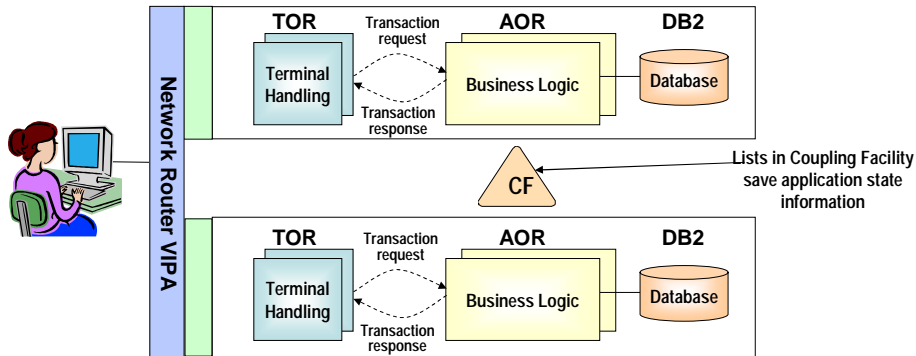 TOR
AOR
DB2
Transaction
request
Terminal
Handling
Business Logic
Database
Transaction
response
Network Router VIPA
CF
Lists in Coupling Facility
save application state
information
TOR
AOR
DB2
Transaction
request
Terminal
Handling
Business Logic
Database
Transaction
response